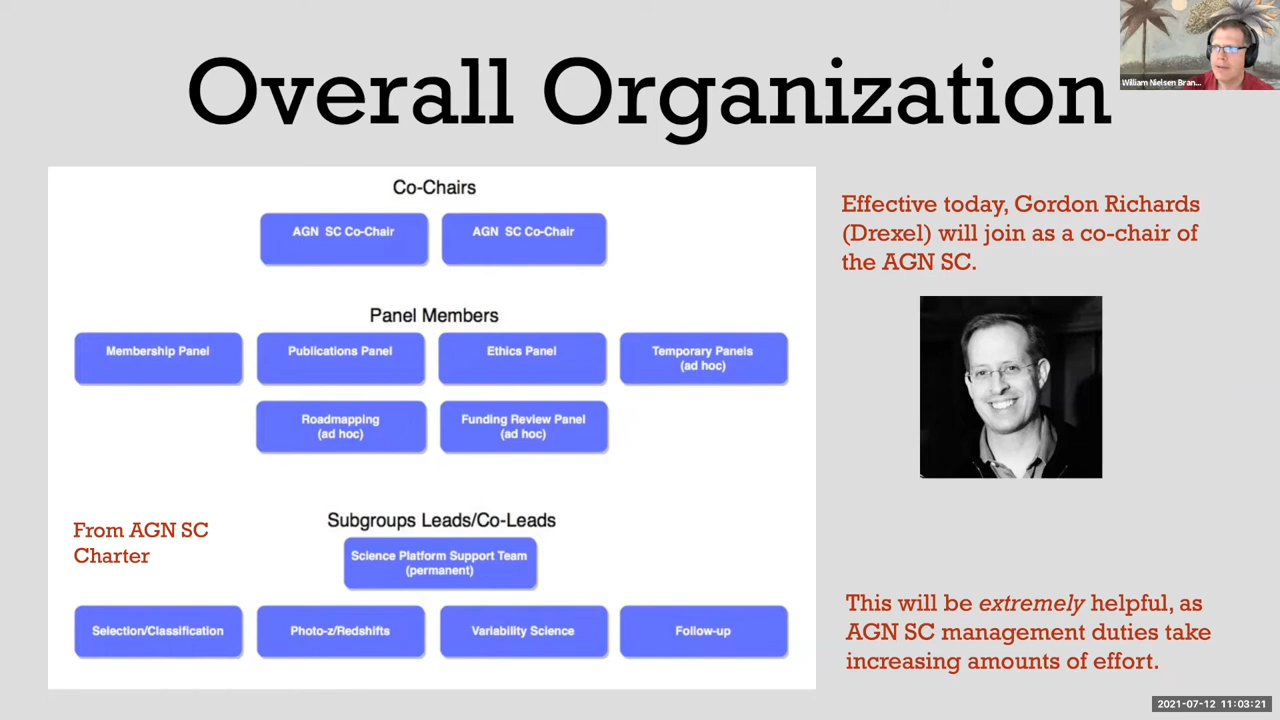 Overall Organization
William Nielsen Bran...
Co-Chairs
AGN SC Co-Chair
AGN SC Co-Chair
Panel Members
Membership Panel
Publications Panel
Ethics Panel
Temporary Panels
(ad hoc)
Roadmapping
(ad hoc)
Funding Review Panel
(ad hoc)
From AGN SC
Charter
Subgroups Leads/Co-Leads
Science Platform Support Team
(permanent)
Selection/Classification
Photo-z/Redshifts
Variability Science
Follow-up
Effective today, Gordon Richards
(Drexel) will join as a co-chair of
the AGN SC.
This will be extremely helpful, as
AGN SC management duties take
increasing amounts of effort.
2021-07-12 11:03:21